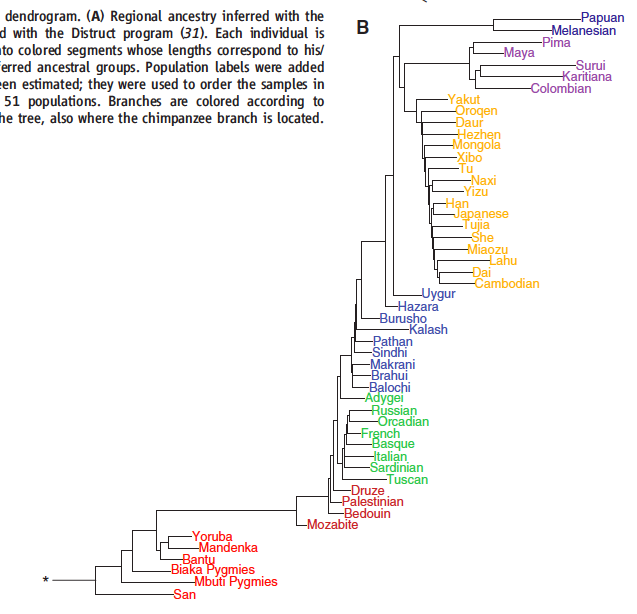 dendrogram. (A) Regional ancestry inferred with the
d with the Distruct program (31). Each individual is
nto colored segments whose lengths correspond to his/
ferred ancestral groups. Population labels were added
een estimated; they were used to order the samples in
51 populations. Branches are colored according to
he tree, also where the chimpanzee branch is located.
B
Papuan
Melanesian
Pima
Maya
Surui
Karitiana
Colombian
Yakut
Oroqen
Daur
Hezhen
Mongola
Xibo
Tu
Naxi
Yizu
Han
Japanese
Tujia
She
Miaozu
Lahu
Dai
Cambodian
Uygur
Hazara
Burusho
Kalash
Pathan
Sindhi
Makrani
Brahui
Balochi
Adygei
Russian
Orcadian
French
Basque
Italian
Sardinian
Tuscan
Druze
Palestinian
Bedouin
Mozabite
Yoruba
Mandenka
Bantu
Biaka Pygmies
* Mbuti Pygmies
San